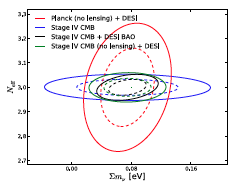 Planck (no lensing) + DESI
Stage IV CMB
Stage IV CMB + DESI BAO
Stage IV CMB (no lensing) + DESI
3.3
3.2
3.1
3.0
2.9
2.8
2.7
N_eff
0.00
0.08
0.16
Σm_ν [eV]